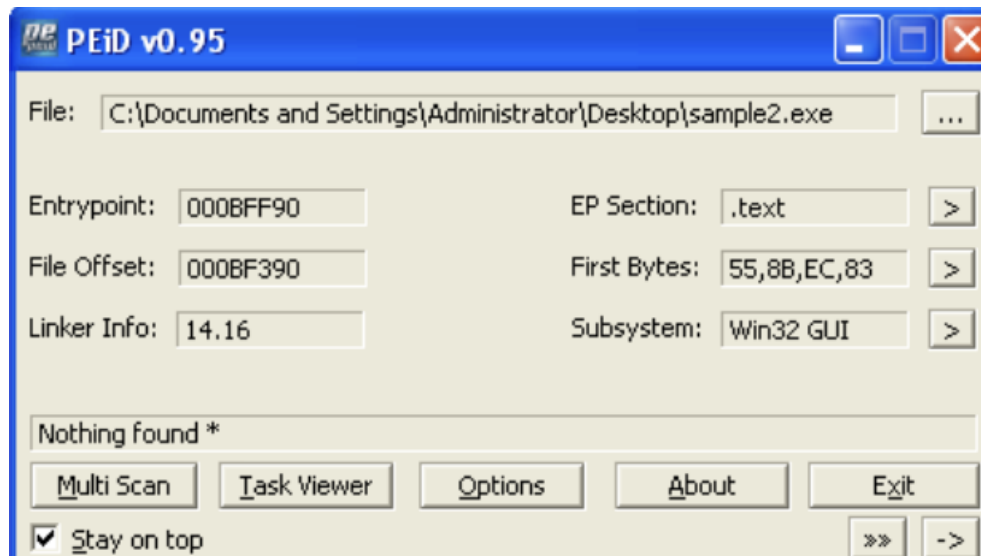 PEiD v0.95
File: C:\Documents and Settings\Administrator\Desktop\sample2.exe ...
Entrypoint: 000BFF90 EP Section: .text >
File Offset: 000BF390 First Bytes: 55,8B,EC,83 >
Linker Info: 14.16 Subsystem: Win32 GUI >
Nothing found *
Multi Scan Task Viewer Options About Exit
Stay on top »» ->